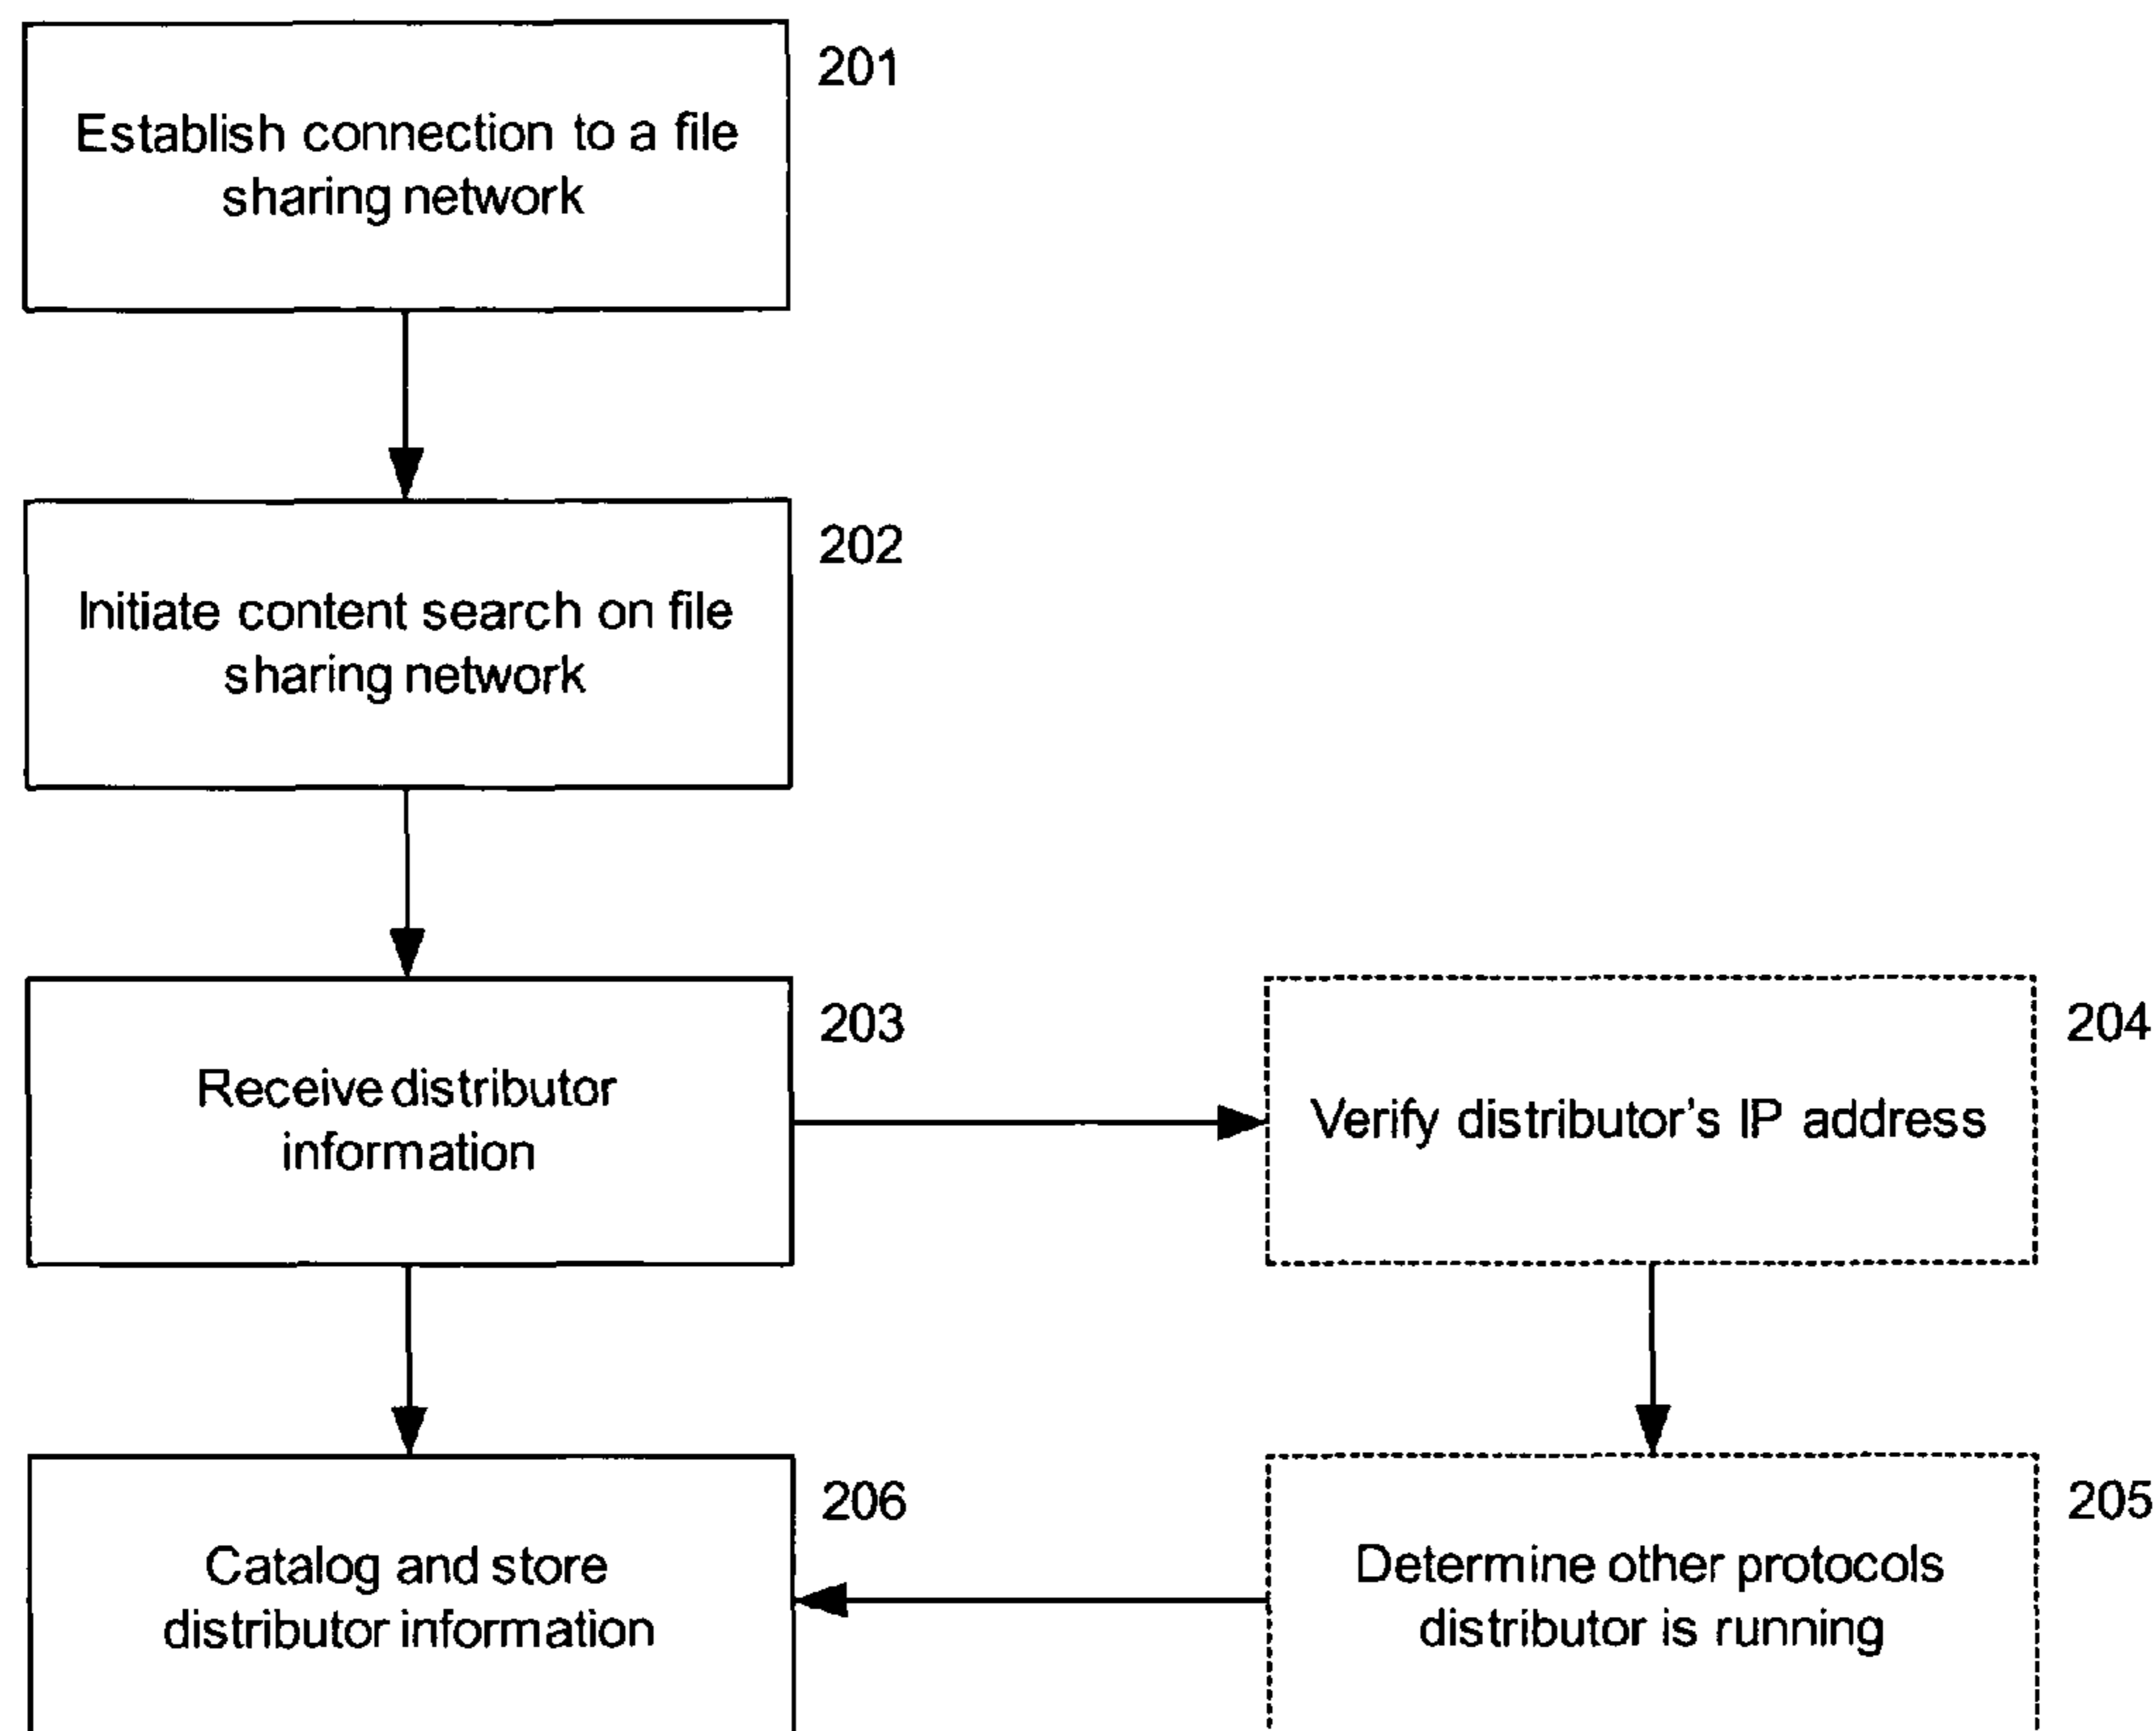 201
Establish connection to a file
sharing network
202
Initiate content search on file
sharing network
203
Receive distributor
information
204
Verify distributor's IP address
206
Catalog and store
distributor information
205
Determine other protocols
distributor is running